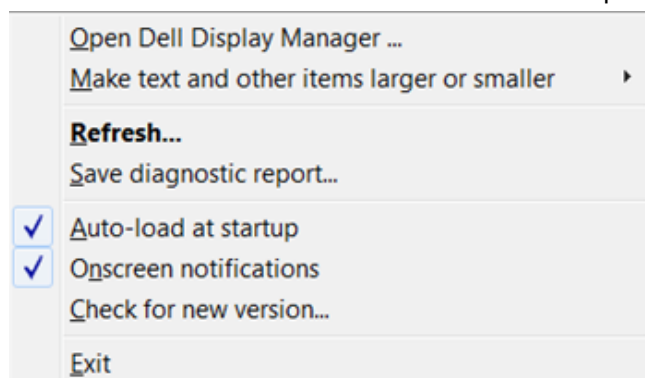 Open Dell Display Manager ...
Make text and other items larger or smaller
Refresh...
Save diagnostic report...
Auto-load at startup
Onscreen notifications
Check for new version...
Exit